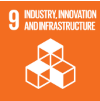 9 INDUSTRY, INNOVATION
AND INFRASTRUCTURE